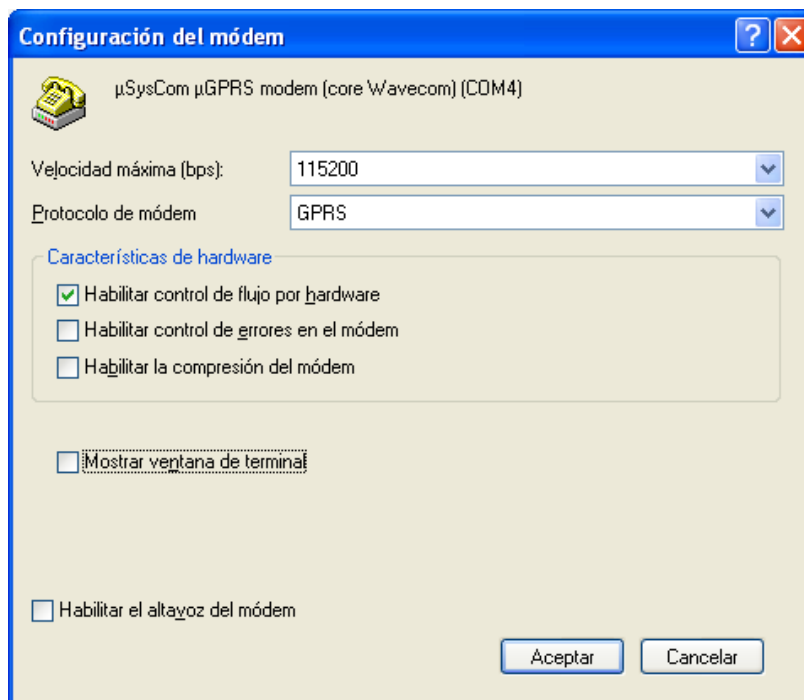 Configuración del módem
µSysCom µGPRS modem (core Wavecom) (COM4)
Velocidad máxima (bps): 115200
Protocolo de módem GPRS
Características de hardware
Habilitar control de flujo por hardware
Habilitar control de errores en el módem
Habilitar la compresión del módem
Mostrar ventana de terminal
Habilitar el altavoz del módem
Aceptar Cancelar